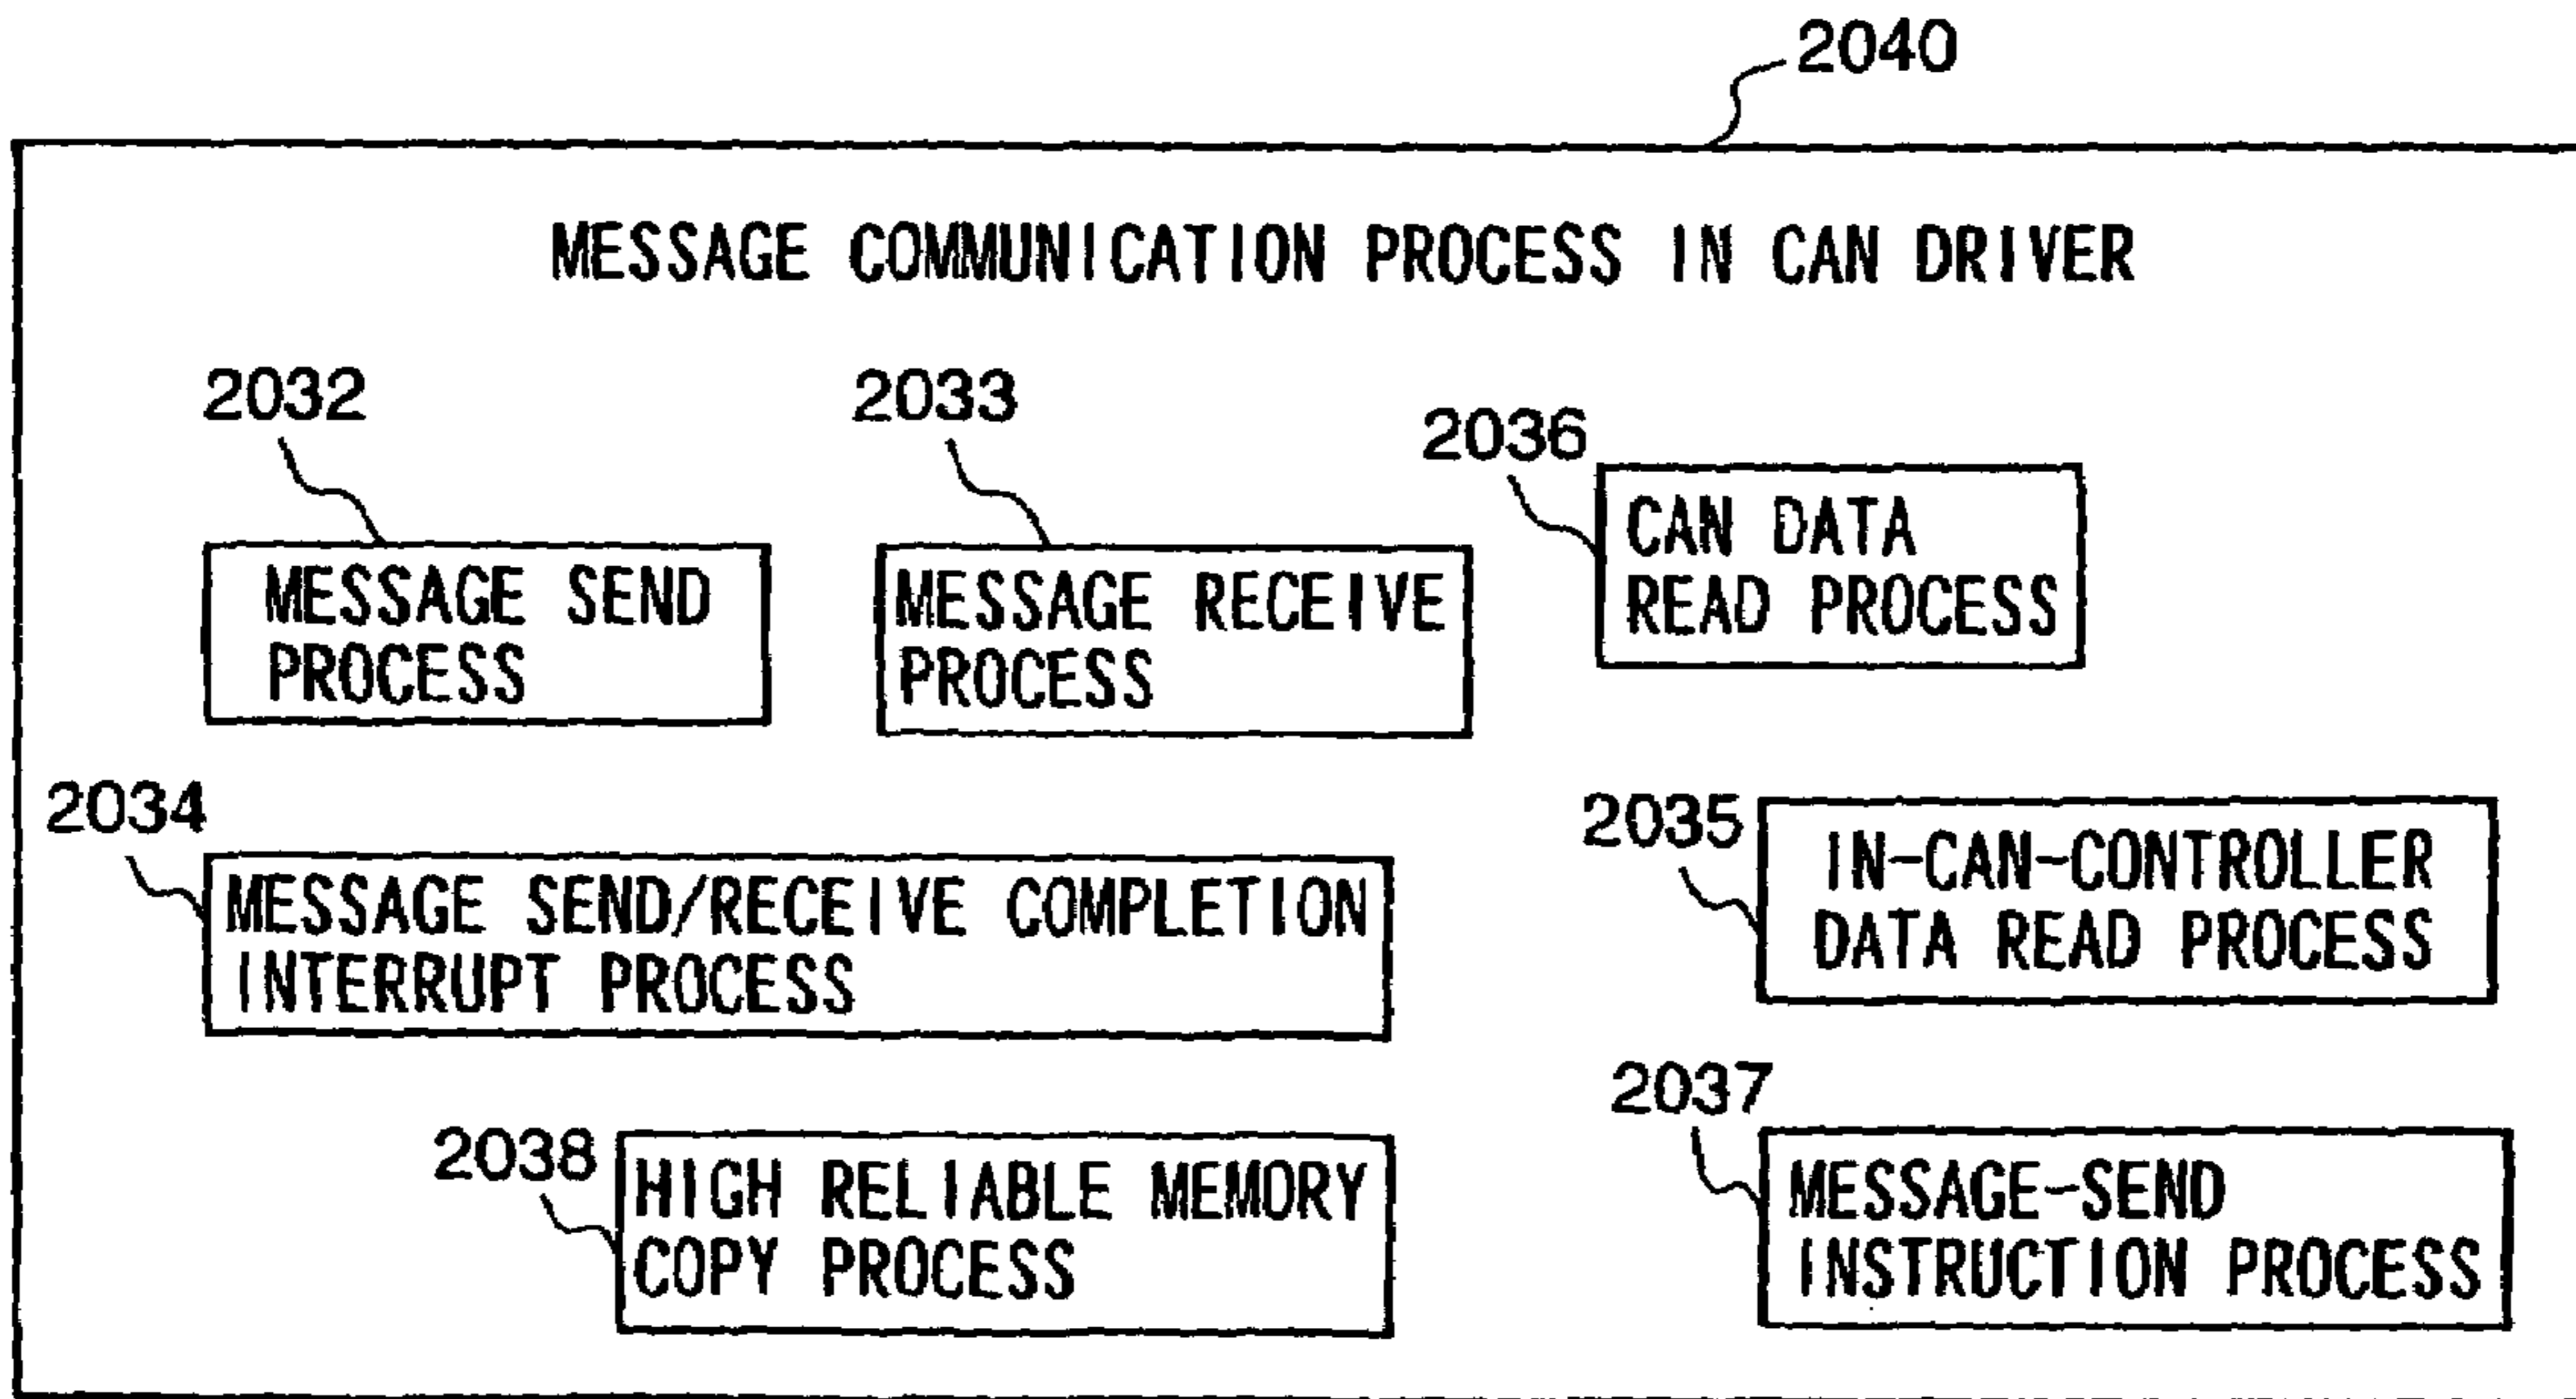 2040
MESSAGE COMMUNICATION PROCESS IN CAN DRIVER
2032
MESSAGE SEND
PROCESS
2033
MESSAGE RECEIVE
PROCESS
2036
CAN DATA
READ PROCESS
2034
MESSAGE SEND/RECEIVE COMPLETION
INTERRUPT PROCESS
2035
IN-CAN-CONTROLLER
DATA READ PROCESS
2038
HIGH RELIABLE MEMORY
COPY PROCESS
2037
MESSAGE-SEND
INSTRUCTION PROCESS